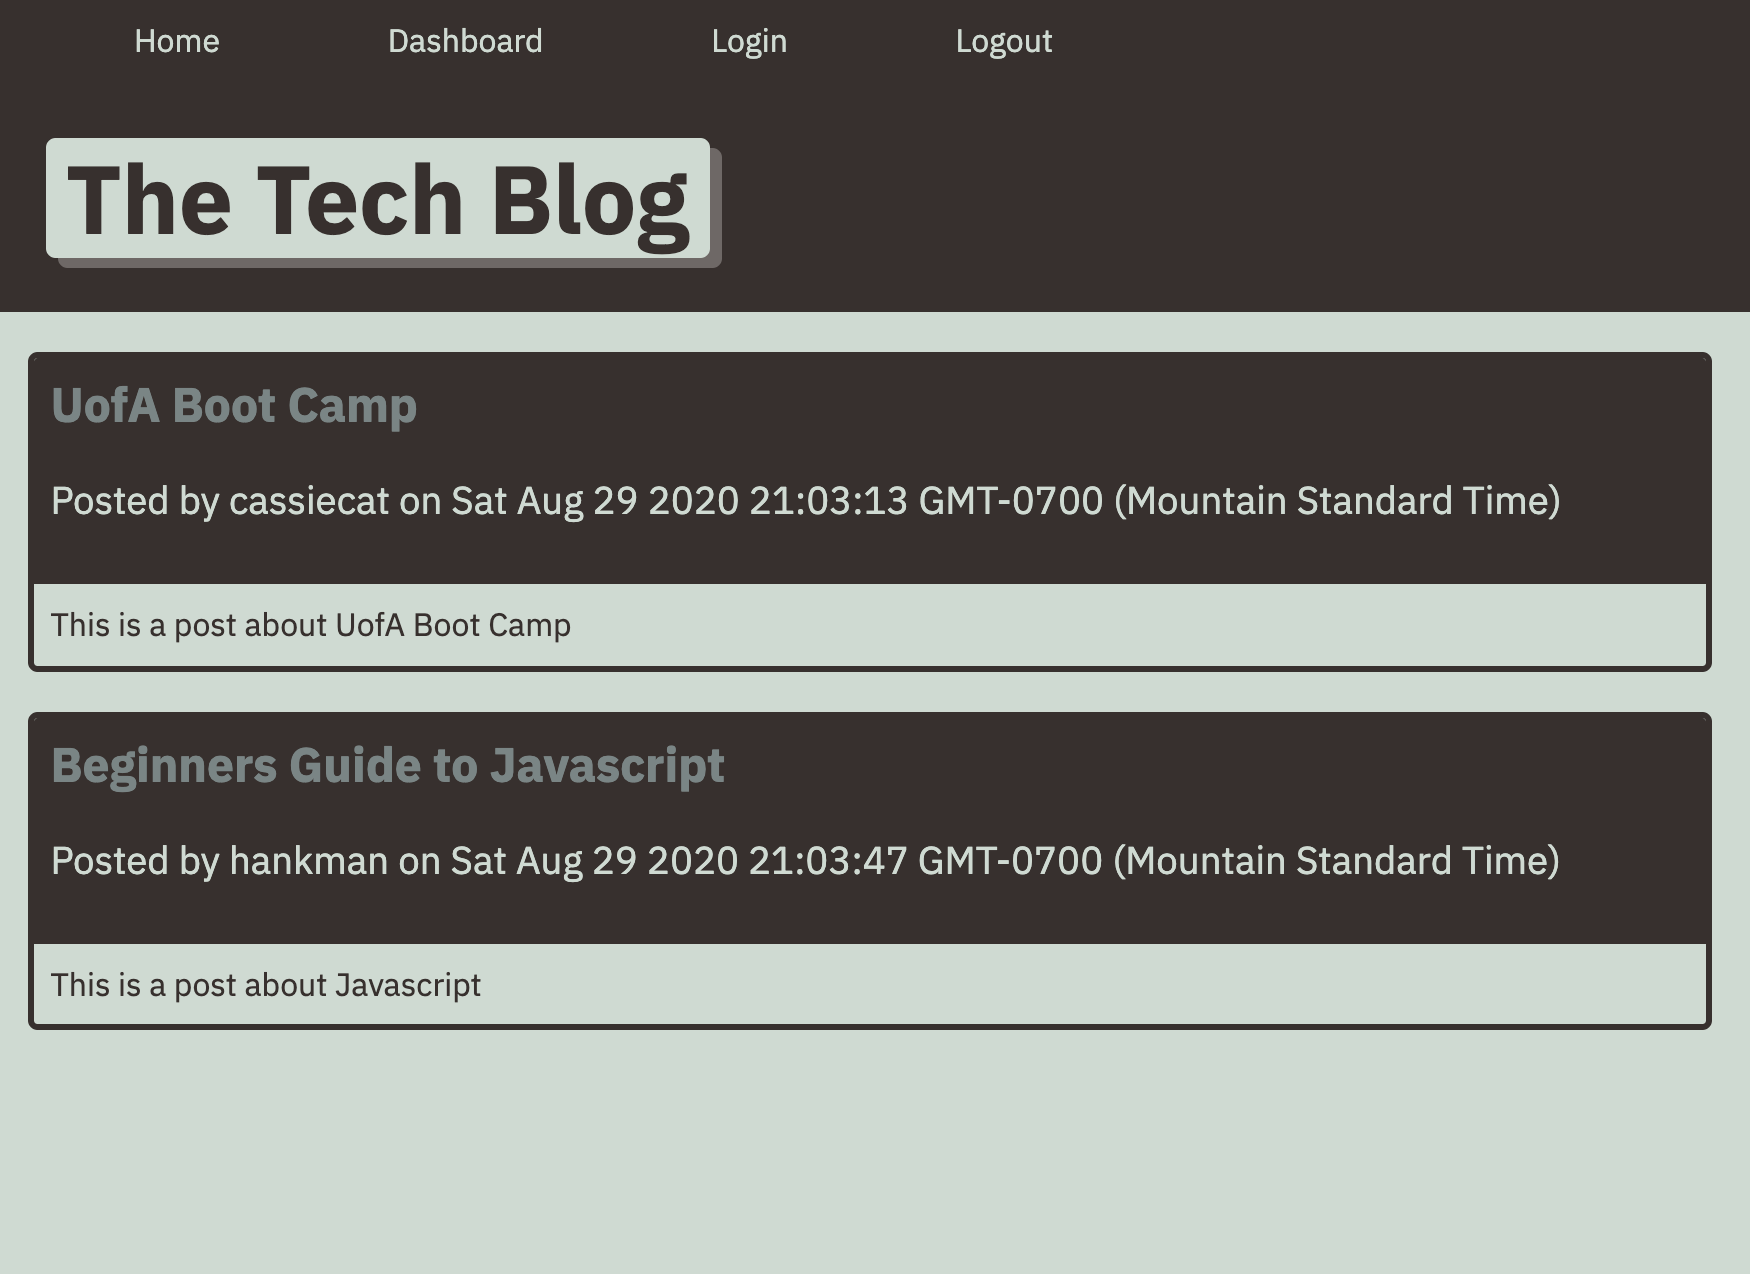 Home Dashboard Login Logout
The Tech Blog
UofA Boot Camp
Posted by cassiecat on Sat Aug 29 2020 21:03:13 GMT-0700 (Mountain Standard Time)
This is a post about UofA Boot Camp
Beginners Guide to Javascript
Posted by hankman on Sat Aug 29 2020 21:03:47 GMT-0700 (Mountain Standard Time)
This is a post about Javascript